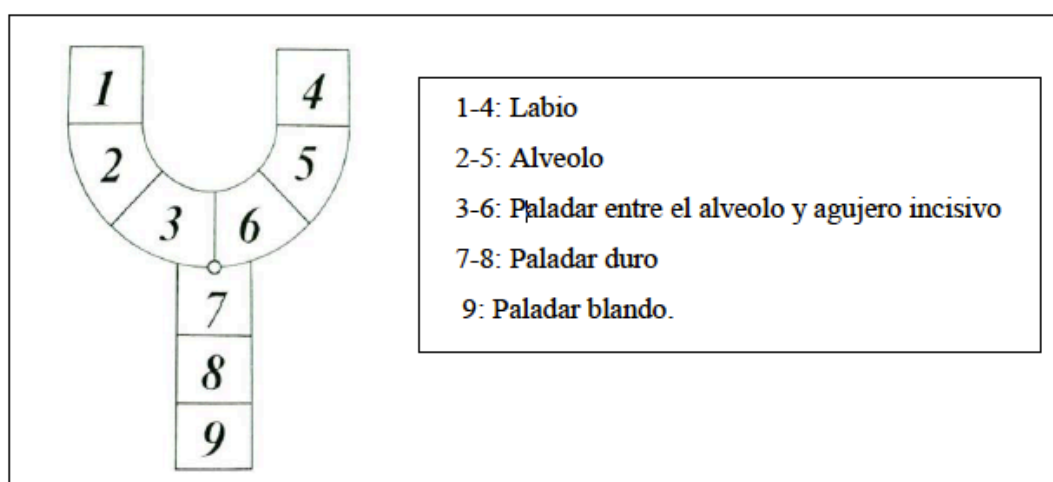 1
4
2
5
3
6
7
8
9
1-4: Labio
2-5: Alveolo
3-6: Paladar entre el alveolo y agujero incisivo
7-8: Paladar duro
9: Paladar blando.